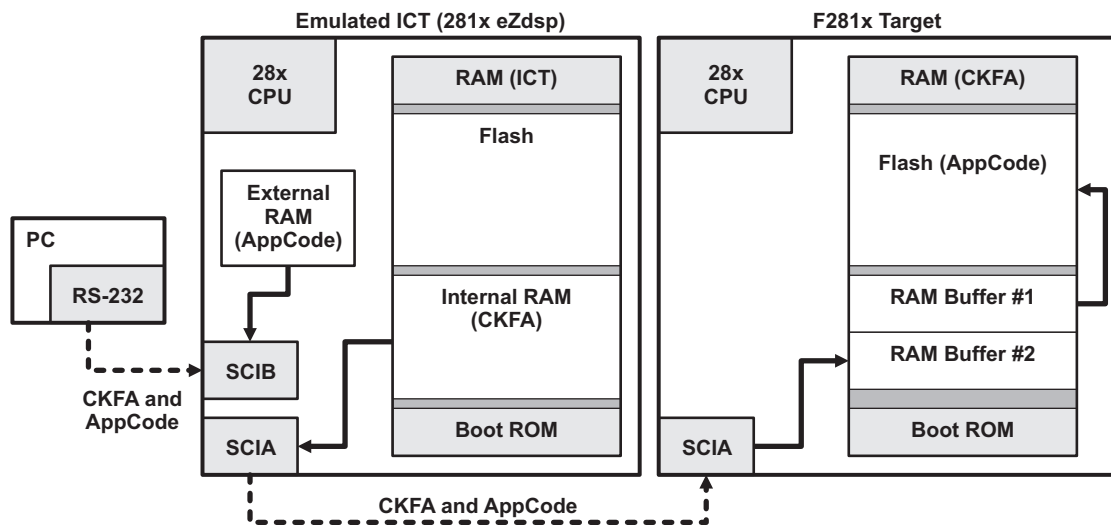 Emulated ICT (281x eZdsp)
F281x Target
28x
CPU
RAM (ICT)
Flash
External
RAM
(AppCode)
PC
RS-232
Internal RAM
(CKFA)
SCIB
CKFA and
AppCode
SCIA
Boot ROM
CKFA and AppCode
28x
CPU
RAM (CKFA)
Flash (AppCode)
RAM Buffer #1
RAM Buffer #2
SCIA
Boot ROM